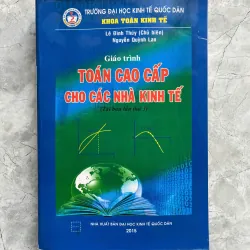 TRƯỜNG ĐẠI HỌC KINH TẾ QUỐC DÂN
KHOA TOÁN KINH TẾ
Lê Đình Thúy (Chủ biên)
Nguyễn Quỳnh Lan
Giáo trình
TOÁN CAO CẤP
CHO CÁC NHÀ KINH TẾ
NHÀ XUẤT BẢN ĐẠI HỌC KINH TẾ QUỐC DÂN
2015